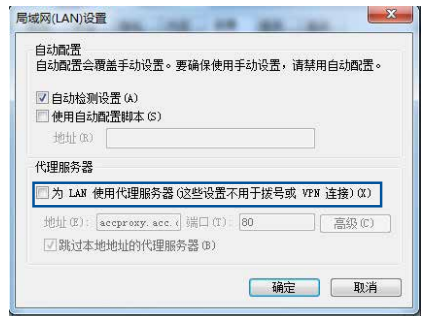 局域网(LAN)设置
自动配置
自动配置会覆盖手动设置。要确保使用手动设置，请禁用自动配置。
自动检测设置(A)
使用自动配置脚本(S)
地址(R)
代理服务器
为 LAN 使用代理服务器(这些设置不用于拨号或 VPN 连接)(X)
地址(E): accproxy.acc.( 端口(T): 80 高级(C)
跳过本地地址的代理服务器(B)
确定 取消